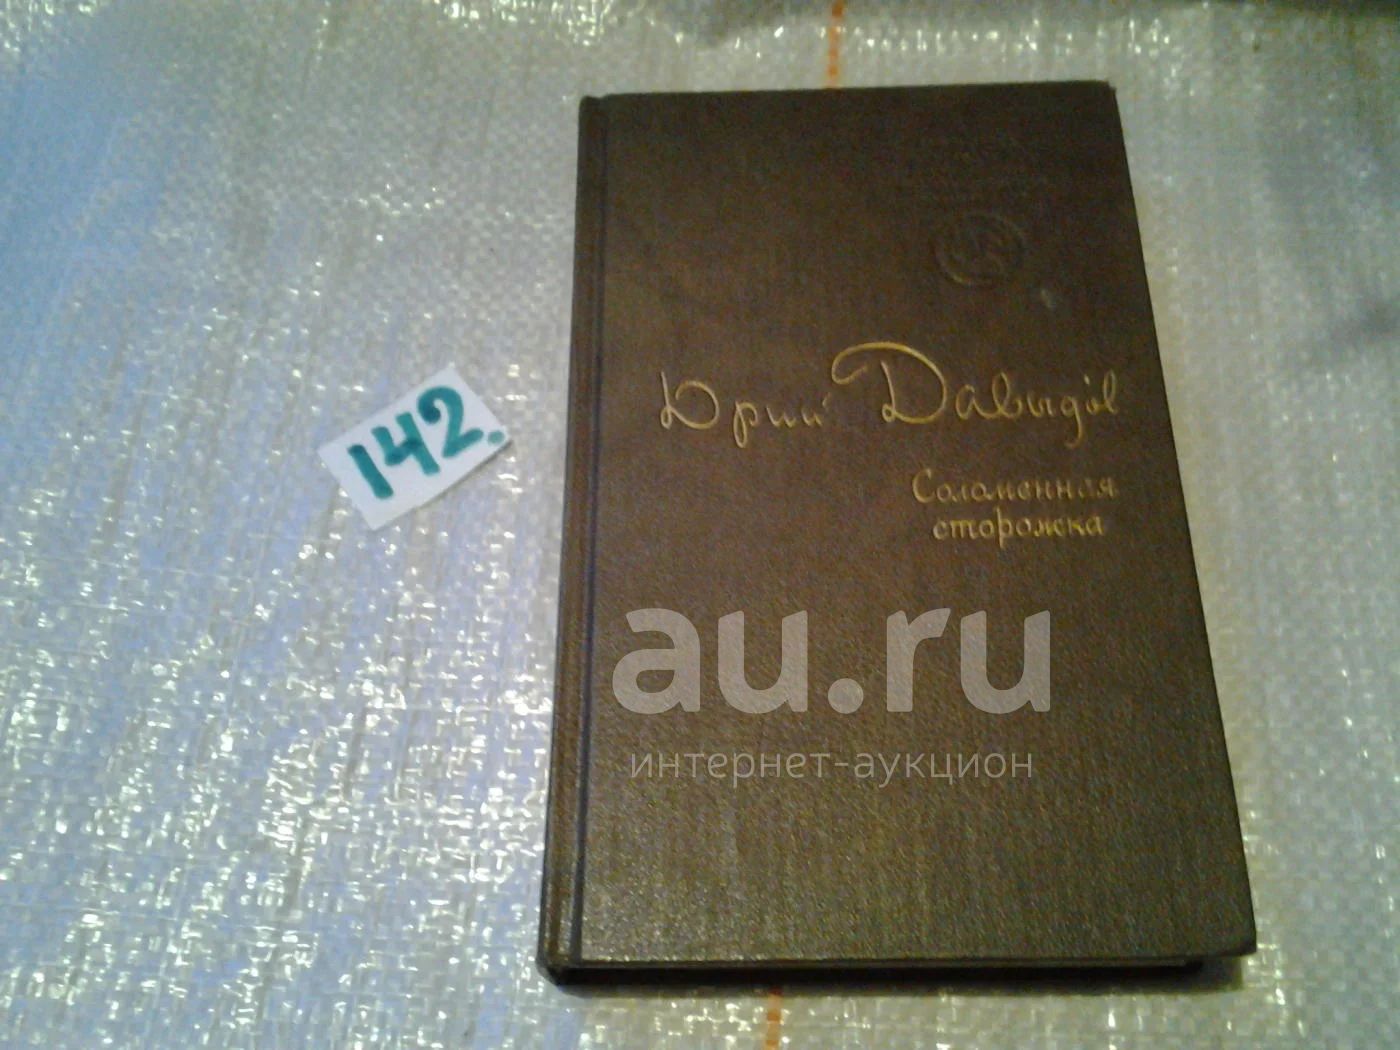 142.
Юрий Давыдов
Соломенная
сторожка
au.ru
интернет-аукцион